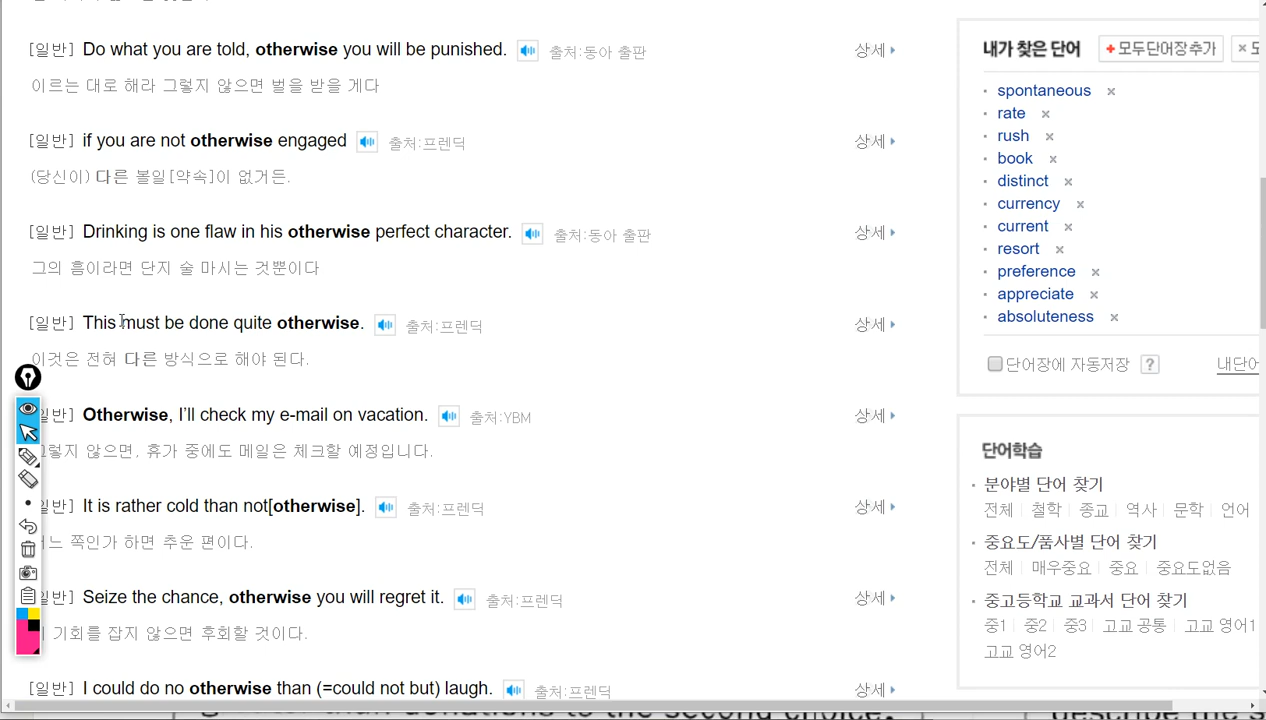 [일반] Do what you are told, otherwise you will be punished. 출처:동아 출판 상세
이르는 대로 해라 그렇지 않으면 벌을 받을 게다
[일반] if you are not otherwise engaged 출처:프렌딕 상세
(당신이) 다른 볼일[약속]이 없거든.
[일반] Drinking is one flaw in his otherwise perfect character. 출처:동아 출판 상세
그의 흠이라면 단지 술 마시는 것뿐이다
[일반] This must be done quite otherwise. 출처:프렌딕 상세
이것은 전혀 다른 방식으로 해야 된다.
일반] Otherwise, I’ll check my e-mail on vacation. 출처:YBM 상세
그렇지 않으면, 휴가 중에도 메일은 체크할 예정입니다.
일반] It is rather cold than not[otherwise]. 출처:프렌딕 상세
쪽인가 하면 추운 편이다.
일반] Seize the chance, otherwise you will regret it. 출처:프렌딕 상세
기회를 잡지 않으면 후회할 것이다.
[일반] I could do no otherwise than (=could not but) laugh. 출처:프렌딕 상세
내가 찾은 단어 + 모두단어장추가 ×
spontaneous ×
rate ×
rush ×
book ×
distinct ×
currency ×
current ×
resort ×
preference ×
appreciate ×
absoluteness ×
단어장에 자동저장 ? 내단어
단어학습
분야별 단어 찾기
전체 철학 종교 역사 문학 언어
중요도/품사별 단어 찾기
전체 매우중요 중요 중요도없음
중고등학교 교과서 단어 찾기
중1 중2 중3 고교 공통 고교 영어1
고교 영어2